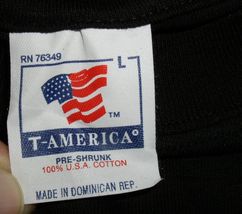 RN 76349
L
TM
T-AMERICA®
PRE-SHRUNK
100% U.S.A. COTTON
MADE IN DOMINICAN REP.